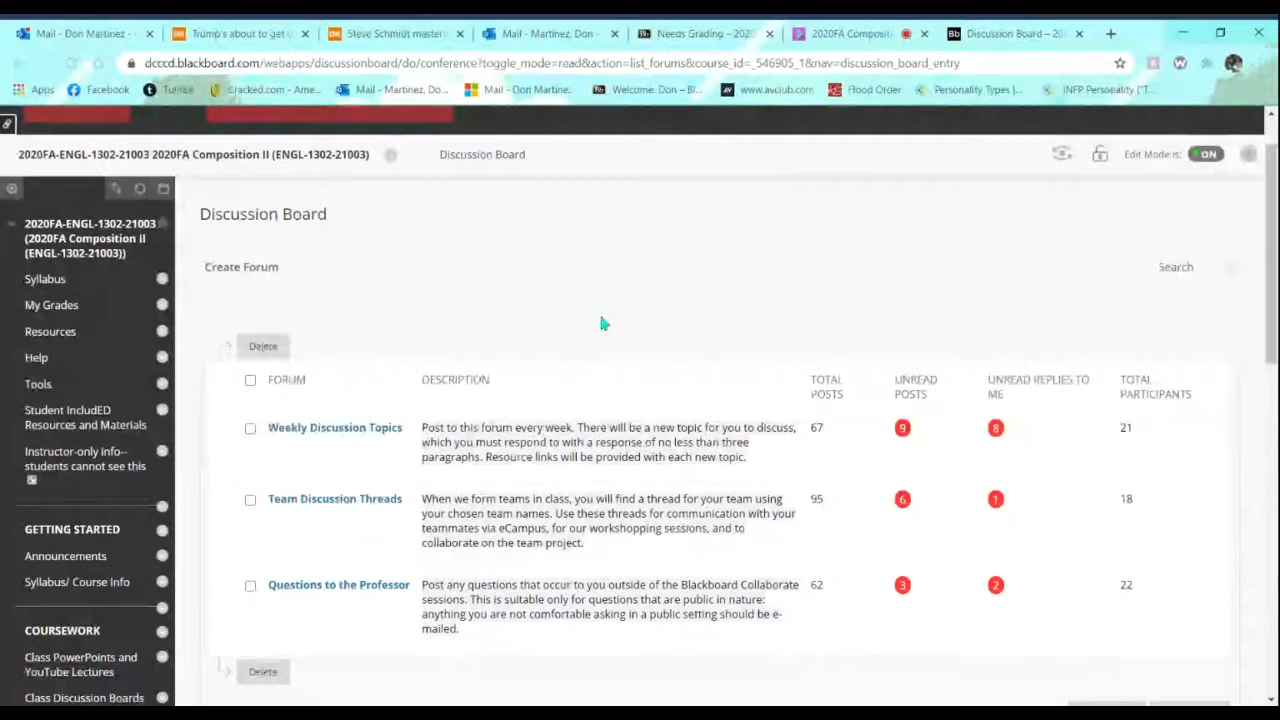 Mail - Don Martinez -
Trump's about to get
Steve Schmidt master
Mail - Martinez, Don -
Needs Grading – 2020
2020FA Composit
Discussion Board – 20
dcccd.blackboard.com/webapps/discussionboard/do/conference?toggle_mode=read&action=list_forums&course_id=_546905_1&nav=discussion_board_entry
Apps
Facebook
Tumblr
Cracked.com - Ame...
Mail - Martinez, Do...
Mail - Don Martine...
Welcome, Don – Bl...
www.avclub.com
Flood Order
Personality Types |...
INFP Personality ("T...
2020FA-ENGL-1302-21003 2020FA Composition II (ENGL-1302-21003)
Discussion Board
Edit Mode is:
ON
2020FA-ENGL-1302-21003
(2020FA Composition II
(ENGL-1302-21003))
Syllabus
My Grades
Resources
Help
Tools
Student IncludED
Resources and Materials
Instructor-only Info--
students cannot see this
GETTING STARTED
Announcements
Syllabus/ Course Info
COURSEWORK
Class PowerPoints and
YouTube Lectures
Class Discussion Boards
Discussion Board
Create Forum
Search
Delete
FORUM
DESCRIPTION
TOTAL
POSTS
UNREAD
POSTS
UNREAD REPLIES TO
ME
TOTAL
PARTICIPANTS
Weekly Discussion Topics
Post to this forum every week. There will be a new topic for you to discuss,
which you must respond to with a response of no less than three
paragraphs. Resource links will be provided with each new topic.
67
9
8
21
Team Discussion Threads
When we form teams in class, you will find a thread for your team using
your chosen team names. Use these threads for communication with your
teammates via eCampus, for our workshopping sessions, and to
collaborate on the team project.
95
6
1
18
Questions to the Professor
Post any questions that occur to you outside of the Blackboard Collaborate
sessions. This is suitable only for questions that are public in nature:
anything you are not comfortable asking in a public setting should be e-
mailed.
62
3
2
22
Delete